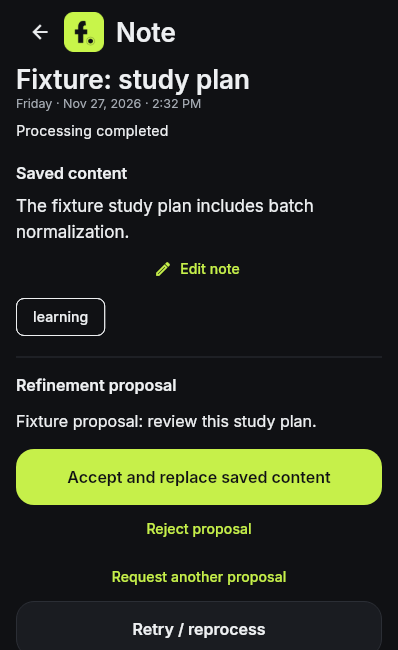 f.
Note
Fixture: study plan
Friday · Nov 27, 2026 · 2:32 PM
Processing completed
Saved content
The fixture study plan includes batch
normalization.
Edit note
learning
Refinement proposal
Fixture proposal: review this study plan.
Accept and replace saved content
Reject proposal
Request another proposal
Retry / reprocess